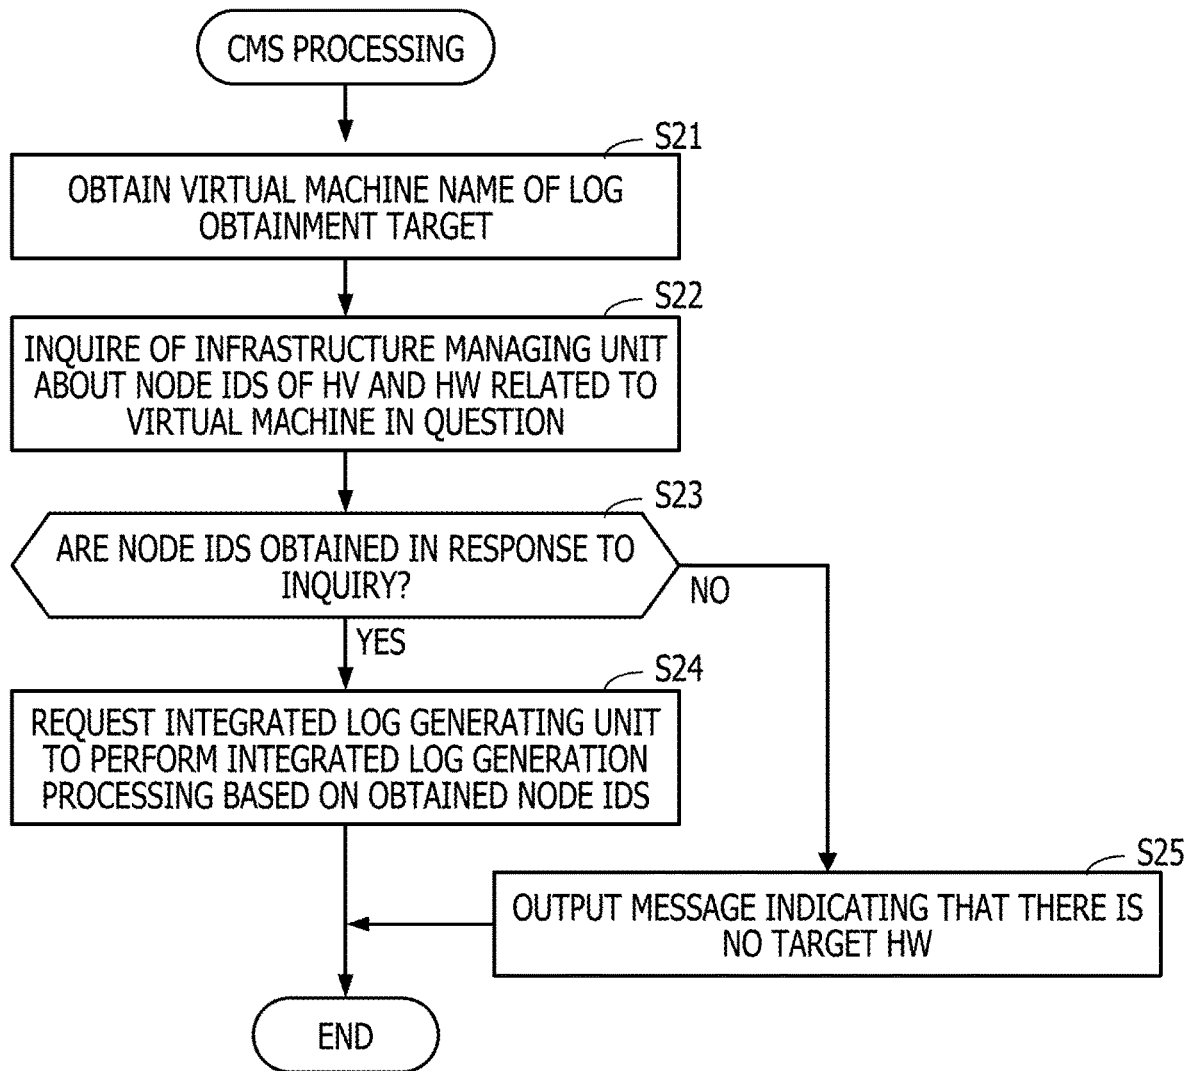 CMS PROCESSING
S21
OBTAIN VIRTUAL MACHINE NAME OF LOG
OBTAINMENT TARGET
S22
INQUIRE OF INFRASTRUCTURE MANAGING UNIT
ABOUT NODE IDS OF HV AND HW RELATED TO
VIRTUAL MACHINE IN QUESTION
S23
ARE NODE IDS OBTAINED IN RESPONSE TO
INQUIRY?
NO
YES
S24
REQUEST INTEGRATED LOG GENERATING UNIT
TO PERFORM INTEGRATED LOG GENERATION
PROCESSING BASED ON OBTAINED NODE IDS
S25
OUTPUT MESSAGE INDICATING THAT THERE IS
NO TARGET HW
END